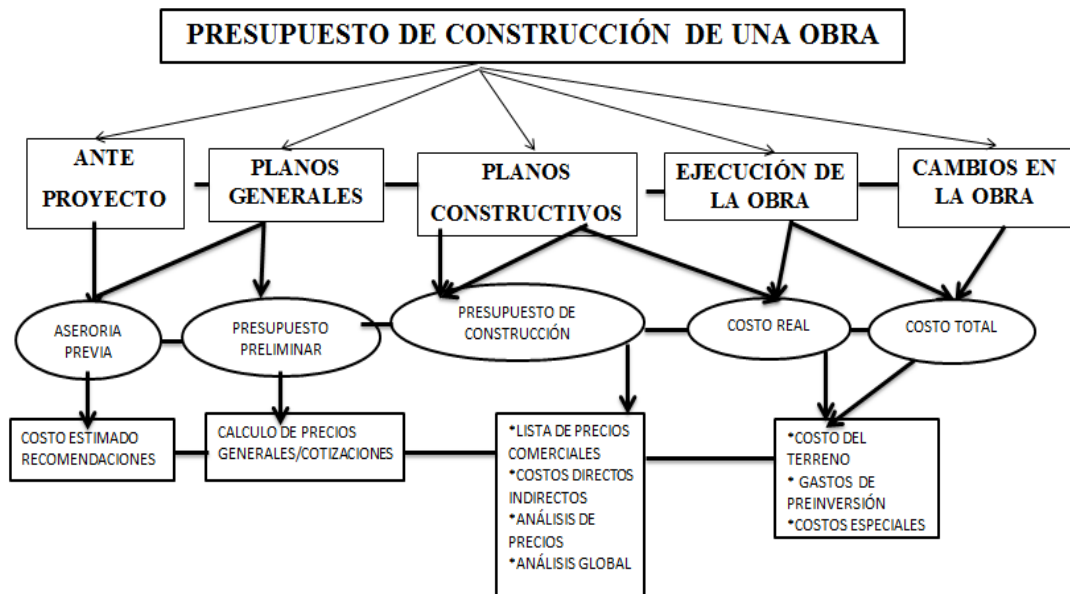 PRESUPUESTO DE CONSTRUCCIÓN DE UNA OBRA
ANTE
PROYECTO
PLANOS
GENERALES
PLANOS
CONSTRUCTIVOS
EJECUCIÓN DE
LA OBRA
CAMBIOS EN
LA OBRA
ASERORIA
PREVIA
PRESUPUESTO
PRELIMINAR
PRESUPUESTO DE
CONSTRUCCIÓN
COSTO REAL
COSTO TOTAL
COSTO ESTIMADO
RECOMENDACIONES
CALCULO DE PRECIOS
GENERALES/COTIZACIONES
*LISTA DE PRECIOS
COMERCIALES
*COSTOS DIRECTOS
INDIRECTOS
*ANÁLISIS DE
PRECIOS
*ANÁLISIS GLOBAL
*COSTO DEL
TERRENO
* GASTOS DE
PREINVERSIÓN
*COSTOS ESPECIALES